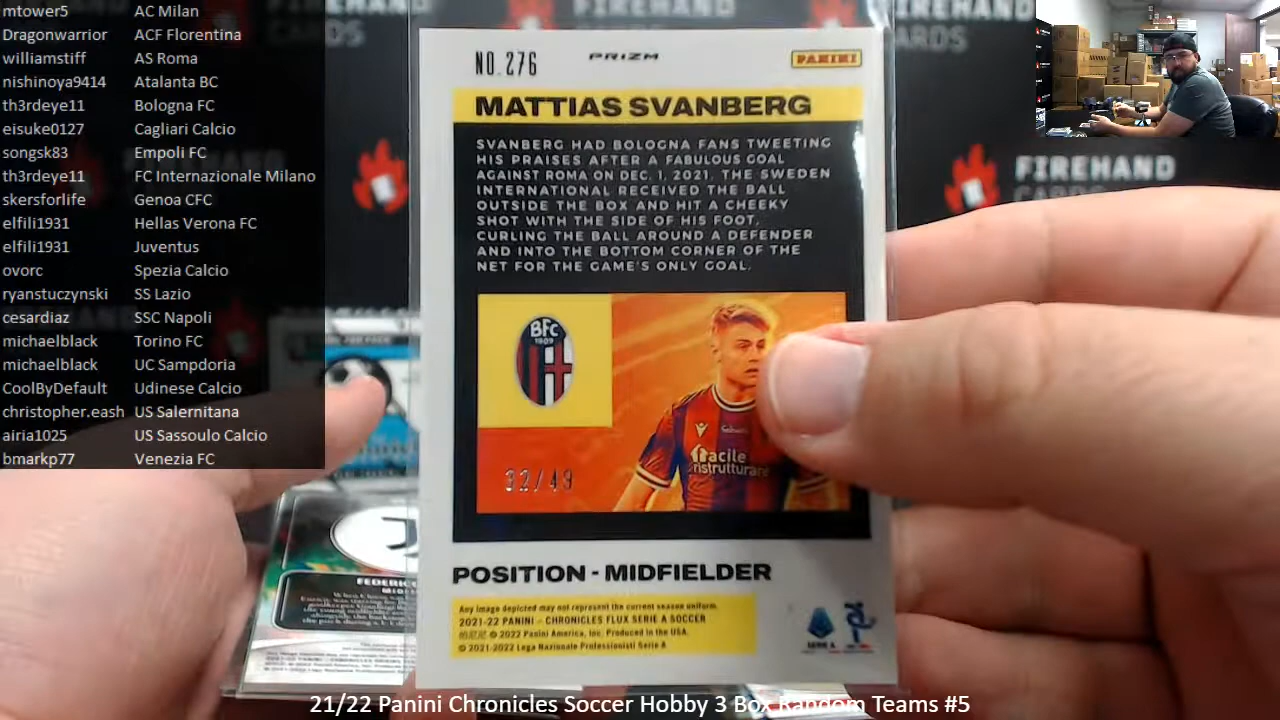 mtower5 AC Milan
Dragonwarrior ACF Florentina
williamstiff AS Roma
nishinoya9414 Atalanta BC
th3rdeye11 Bologna FC
eisuke0127 Cagliari Calcio
songsk83 Empoli FC
th3rdeye11 FC Internazionale Milano
skersforlife Genoa CFC
elfili1931 Hellas Verona FC
elfili1931 Juventus
ovorc Spezia Calcio
ryanstuczynski SS Lazio
cesardiaz SSC Napoli
michaelblack Torino FC
michaelblack UC Sampdoria
CoolByDefault Udinese Calcio
christopher.eash US Salernitana
airia1025 US Sassoulo Calcio
bmarkp77 Venezia FC
FIREHAND
CARDS
FIREHAND
CARDS
FIREHAND
NO.276 PRIZM PANINI
MATTIAS SVANBERG
SVANBERG HAD BOLOGNA FANS TWEETING
HIS PRAISES AFTER A FABULOUS GOAL
AGAINST ROMA ON DEC. 1, 2021. THE SWEDEN
INTERNATIONAL RECEIVED THE BALL
OUTSIDE THE BOX AND HIT A CHEEKY
SHOT WITH THE SIDE OF HIS FOOT,
CURLING THE BALL AROUND A DEFENDER
AND INTO THE BOTTOM CORNER OF THE
NET FOR THE GAME'S ONLY GOAL.
BFC
1909
facile
ristrutturare
32/49
POSITION - MIDFIELDER
Any image depicted may not represent the current season uniform.
2021-22 PANINI - CHRONICLES FLUX SERIE A SOCCER
© 2022 Panini America, Inc. Produced in the USA.
© 2021-2022 Lega Nazionale Professionisti Serie A
SERIE A
FEDERICO
21/22 Panini Chronicles Soccer Hobby 3 Box Random Teams #5